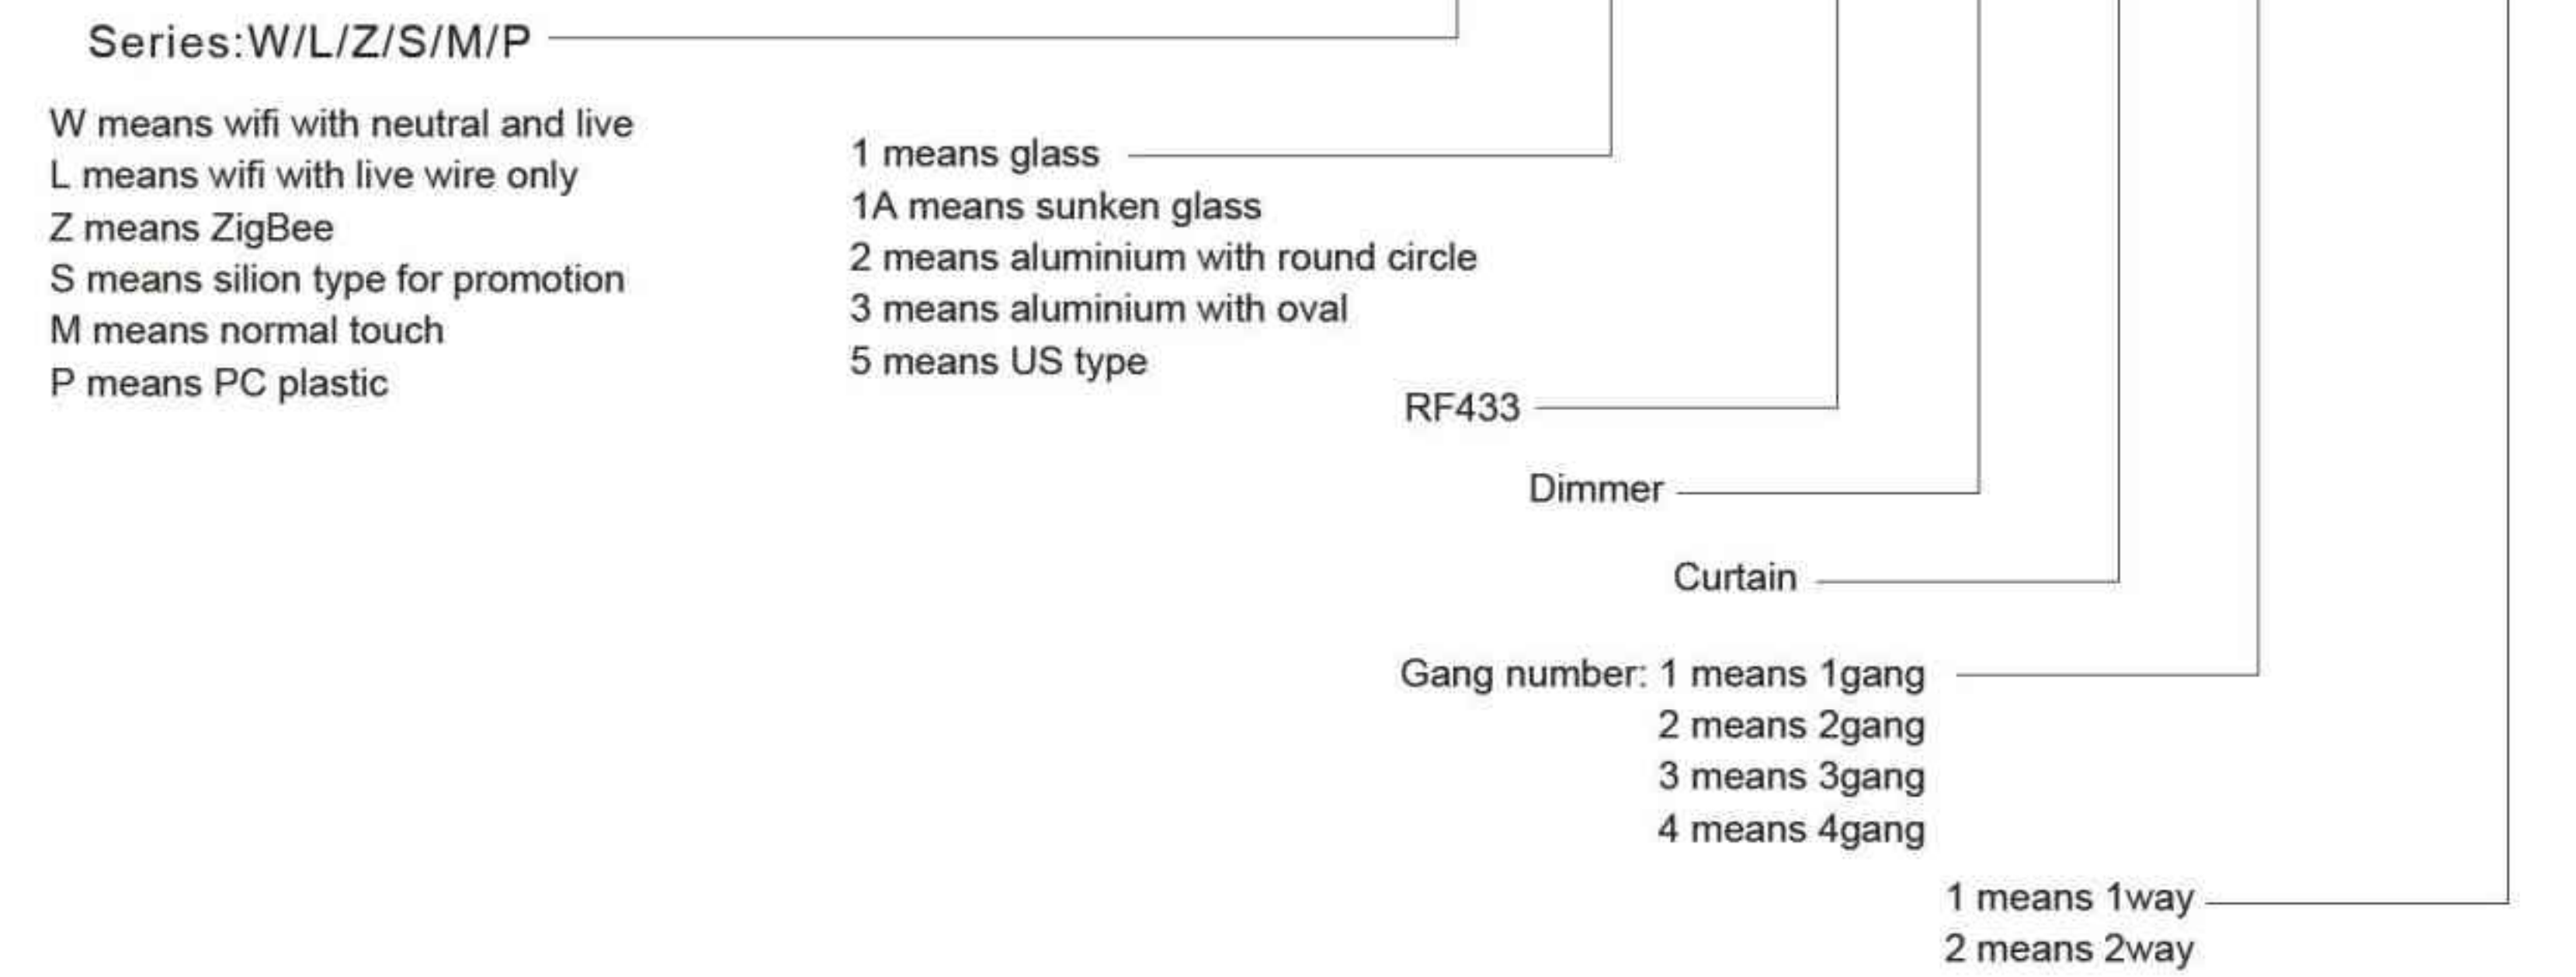 Series:W/L/Z/S/M/P
W means wifi with neutral and live
L means wifi with live wire only
Z means ZigBee
S means silion type for promotion
M means normal touch
P means PC plastic
1 means glass
1A means sunken glass
2 means aluminium with round circle
3 means aluminium with oval
5 means US type
RF433
Dimmer
Curtain
Gang number: 1 means 1gang
2 means 2gang
3 means 3gang
4 means 4gang
1 means 1way
2 means 2way